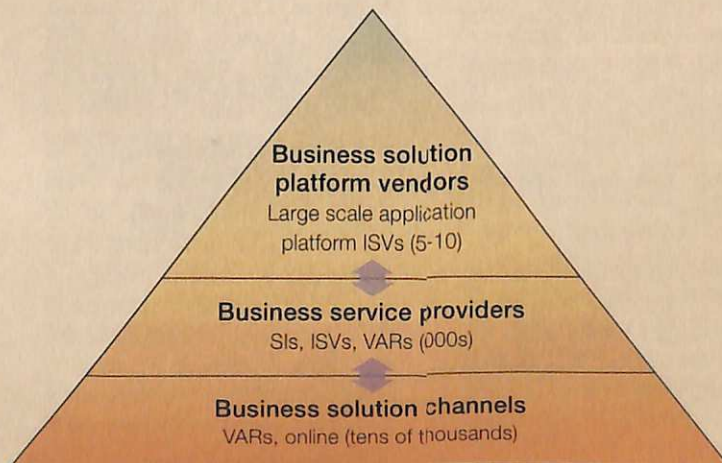 Business solution
platform vendors
Large scale application
platform ISVs (5-10)
Business service providers
SIs, ISVs, VARs (000s)
Business solution channels
VARs, online (tens of thousands)